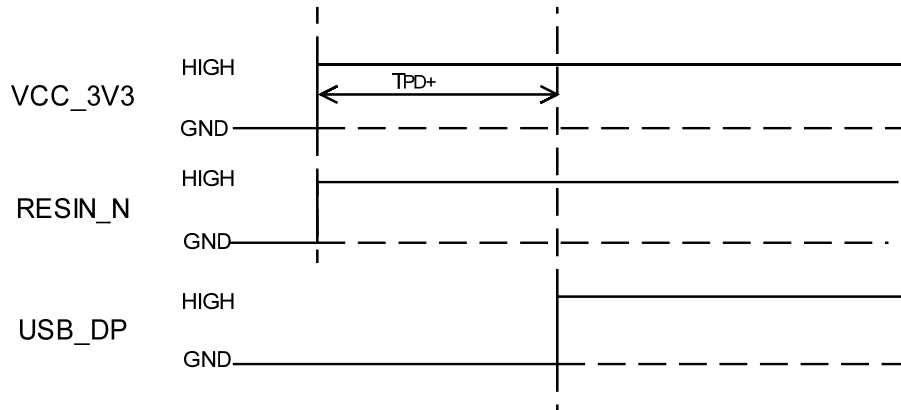 HIGH
TPD+
VCC_3V3
GND
HIGH
RESIN_N
GND
HIGH
USB_DP
GND